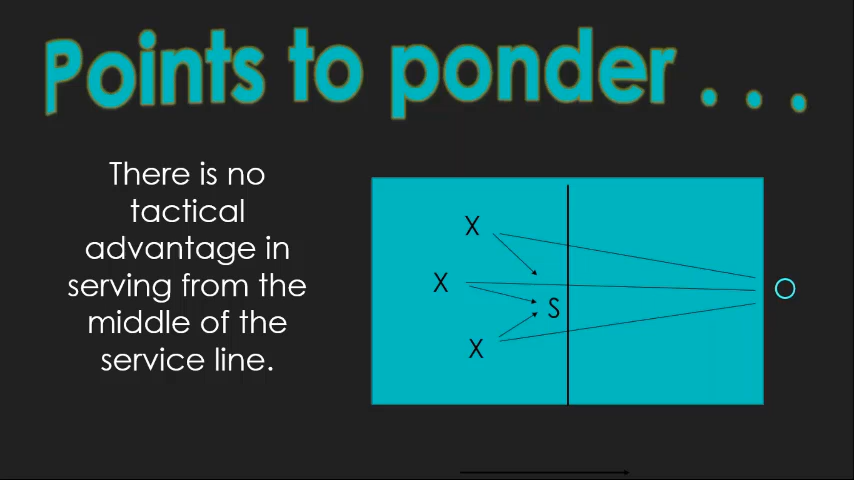 Points to ponder . . .
There is no
tactical
advantage in
serving from the
middle of the
service line.
X
X
S
X
O